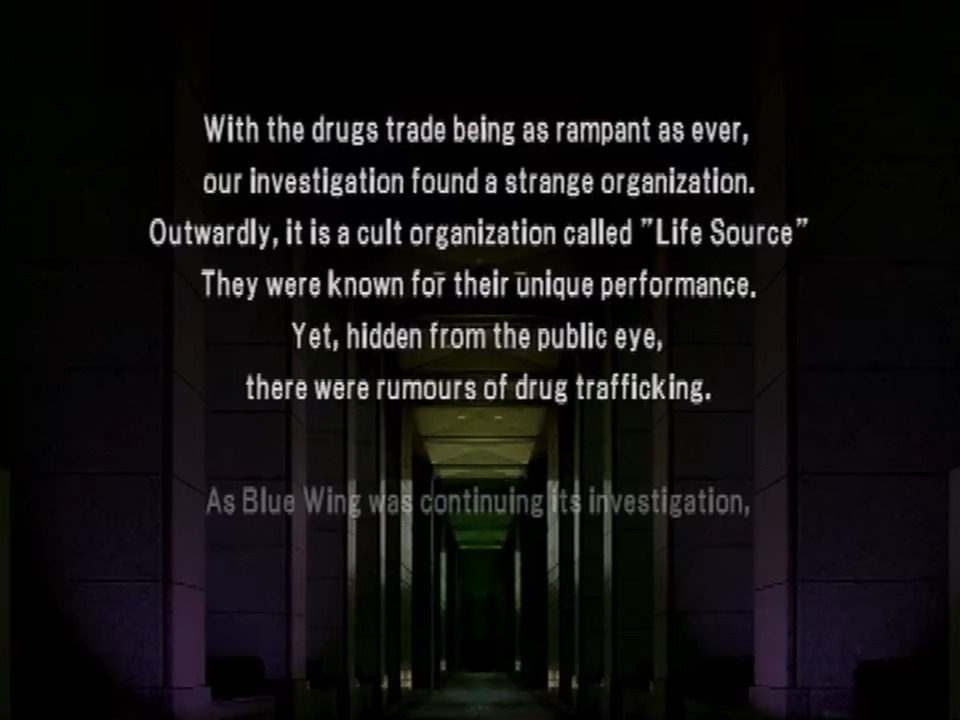 With the drugs trade being as rampant as ever,
our investigation found a strange organization.
Outwardly, it is a cult organization called "Life Source"
They were known for their unique performance.
Yet, hidden from the public eye,
there were rumours of drug trafficking.
As Blue Wing was continuing its investigation,